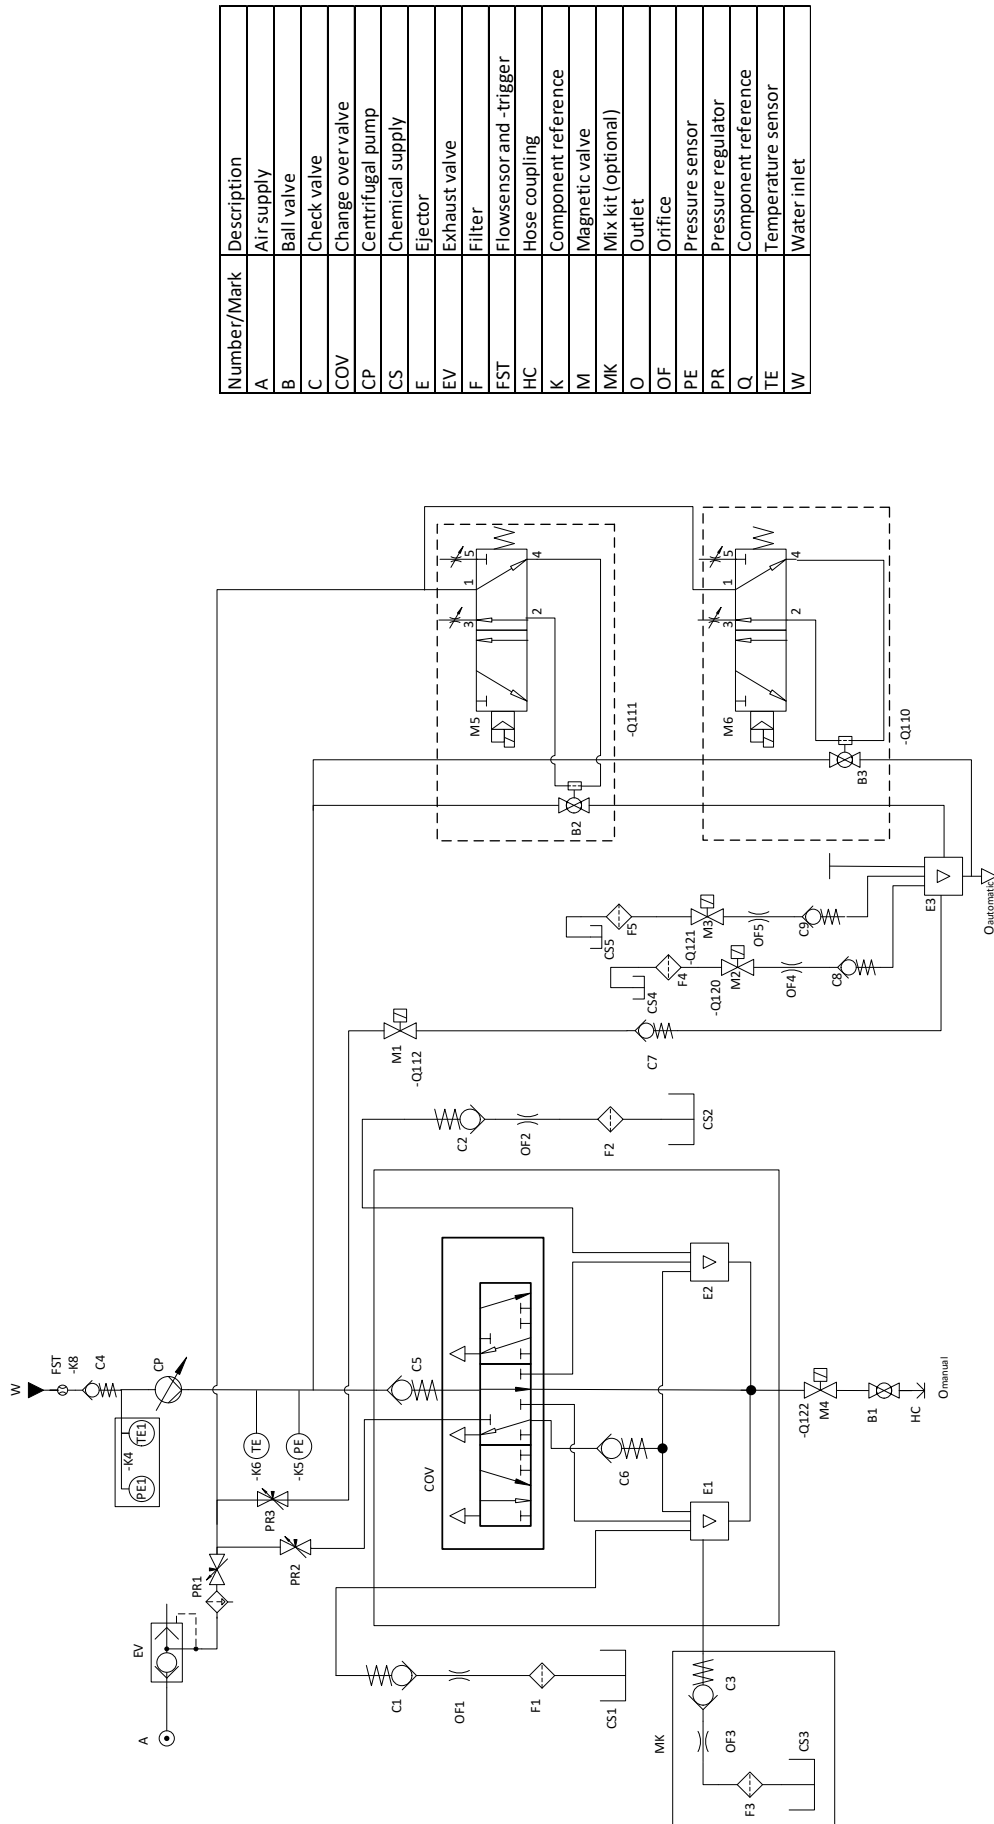 Number/Mark Description
A Air supply
B Ball valve
C Check valve
COV Change over valve
CP Centrifugal pump
CS Chemical supply
E Ejector
EV Exhaust valve
F Filter
FST Flowsensor and -trigger
HC Hose coupling
K Component reference
M Magnetic valve
MK Mix kit (optional)
O Outlet
OF Orifice
PE Pressure sensor
PR Pressure regulator
Q Component reference
TE Temperature sensor
W Water inlet
W
FST
-K8
C4
CP
PE1
TE1
-K4
-K6
TE
-K5
PE
PR3
PR2
PR1
EV
A
C5
COV
C6
E1
E2
C1
OF1
F1
CS1
MK
C3
OF3
F3
CS3
C2
OF2
F2
CS2
-Q122
M4
B1
HC
Omanual
M1
-Q112
C7
CS4
F4
-Q120
M2
OF4
C8
CS5
F5
-Q121
M3
OF5
C9
E3
Oautomatic
M5
3
1
5
2
4
B2
-Q111
M6
3
1
5
2
4
B3
-Q110